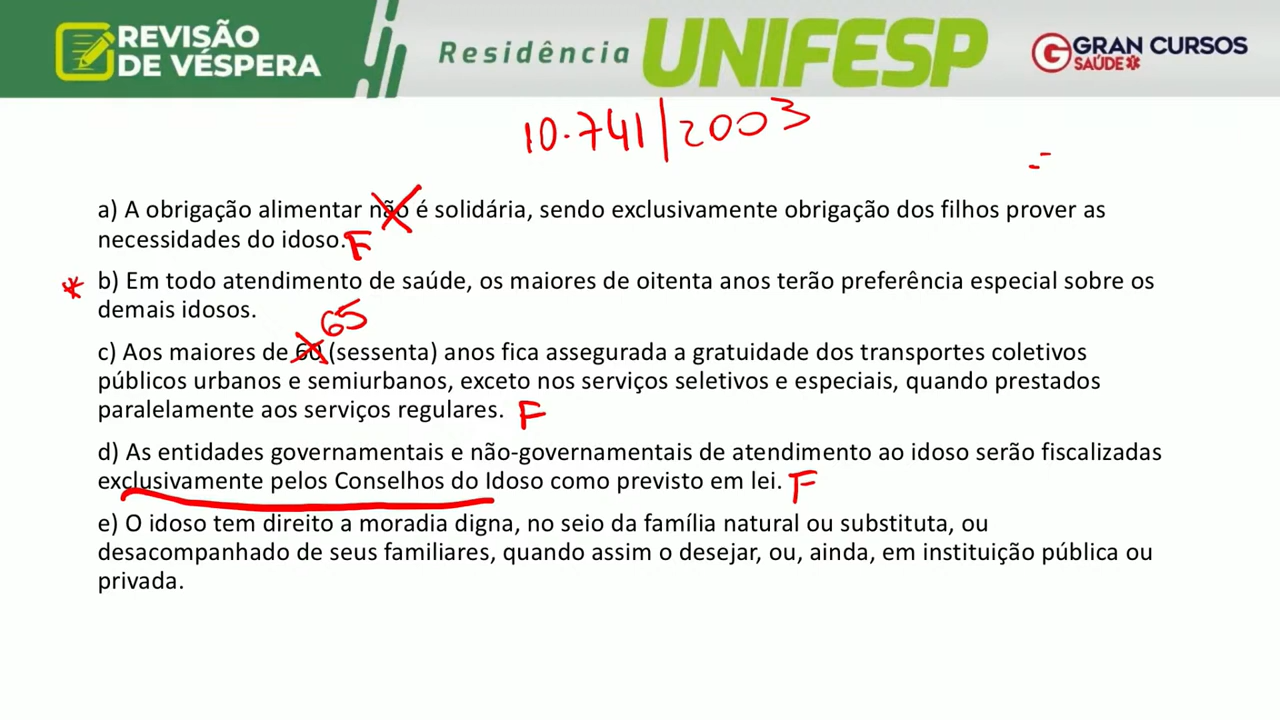 REVISÃO
DE VÉSPERA
Residência UNIFESP
GRAN CURSOS
SAÚDE
10.741/2003
a) A obrigação alimentar não é solidária, sendo exclusivamente obrigação dos filhos prover as
necessidades do idoso. F
* b) Em todo atendimento de saúde, os maiores de oitenta anos terão preferência especial sobre os
demais idosos.
65
c) Aos maiores de 60 (sessenta) anos fica assegurada a gratuidade dos transportes coletivos
públicos urbanos e semiurbanos, exceto nos serviços seletivos e especiais, quando prestados
paralelamente aos serviços regulares. F
d) As entidades governamentais e não-governamentais de atendimento ao idoso serão fiscalizadas
exclusivamente pelos Conselhos do Idoso como previsto em lei. F
e) O idoso tem direito a moradia digna, no seio da família natural ou substituta, ou
desacompanhado de seus familiares, quando assim o desejar, ou, ainda, em instituição pública ou
privada.